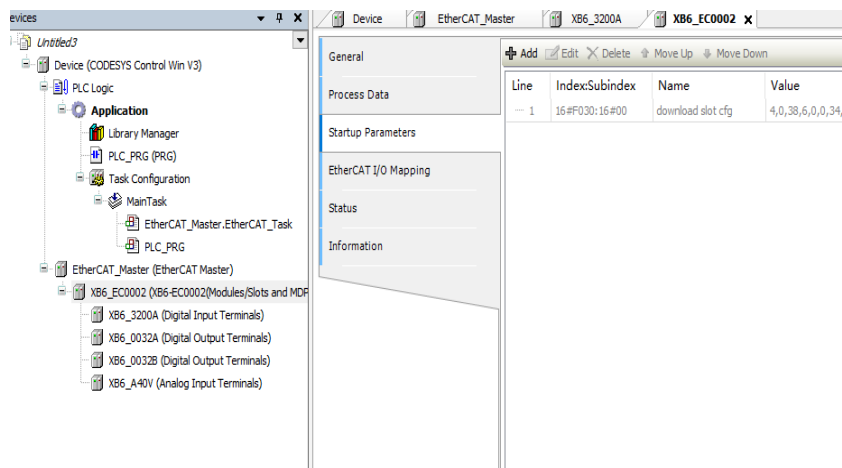 evices
Device
EtherCAT_Master
XB6_3200A
XB6_EC0002
Untitled3
Device (CODESYS Control Win V3)
PLC Logic
Application
Library Manager
PLC_PRG (PRG)
Task Configuration
MainTask
EtherCAT_Master.EtherCAT_Task
PLC_PRG
EtherCAT_Master (EtherCAT Master)
XB6_EC0002 (XB6-EC0002(Modules/Slots and MDP
XB6_3200A (Digital Input Terminals)
XB6_0032A (Digital Output Terminals)
XB6_0032B (Digital Output Terminals)
XB6_A40V (Analog Input Terminals)
General
Process Data
Startup Parameters
EtherCAT I/O Mapping
Status
Information
Add Edit Delete Move Up Move Down
Line Index:Subindex Name Value
1 16#F030:16#00 download slot cfg 4,0,38,6,0,0,34,